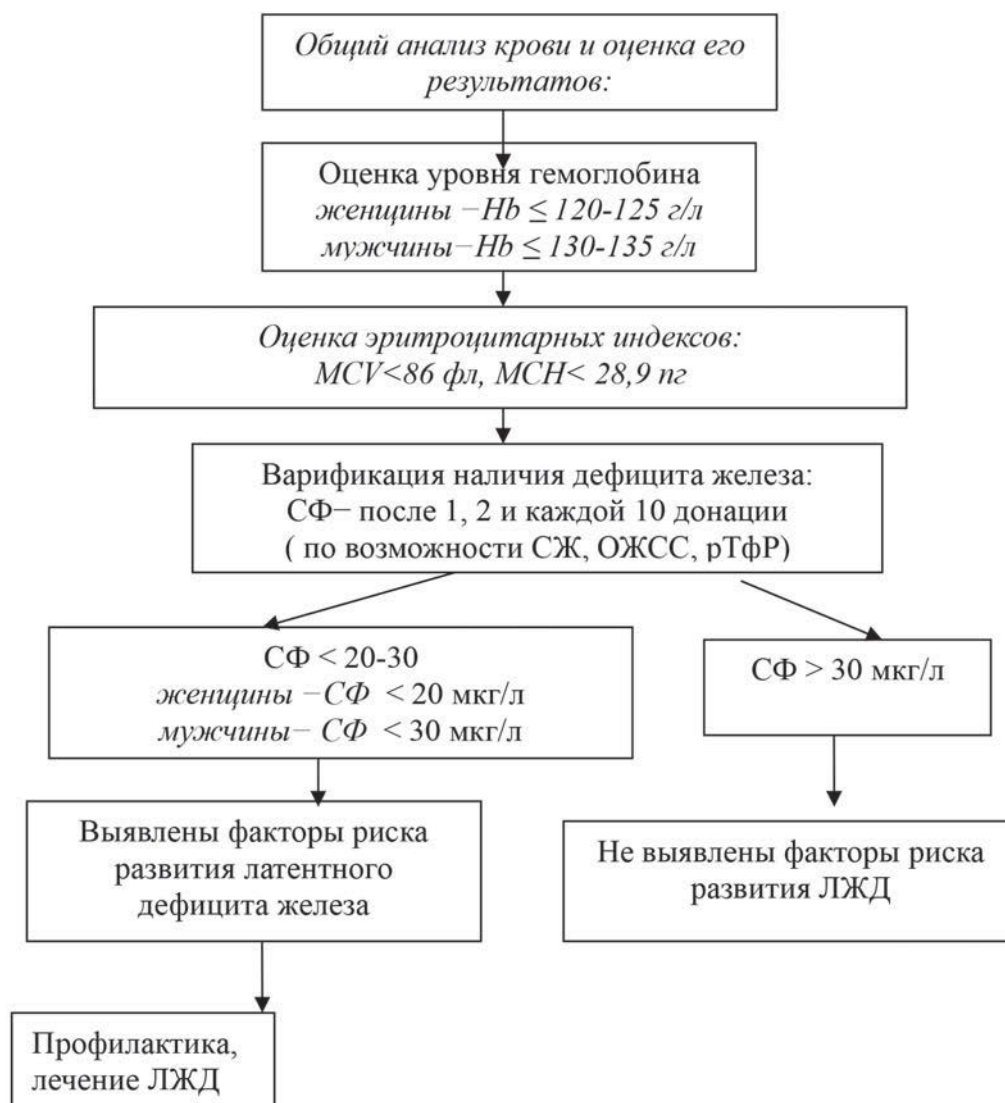 Общий анализ крови и оценка его
результатов:
Оценка уровня гемоглобина
женщины −Hb ≤ 120-125 г/л
мужчины−Hb ≤ 130-135 г/л
Оценка эритроцитарных индексов:
MCV<86 фл, MCH< 28,9 пг
Варификация наличия дефицита железа:
СФ− после 1, 2 и каждой 10 донации
( по возможности СЖ, ОЖСС, рТфР)
СФ < 20-30
женщины −СФ < 20 мкг/л
мужчины− СФ < 30 мкг/л
СФ > 30 мкг/л
Выявлены факторы риска
развития латентного
дефицита железа
Не выявлены факторы риска
развития ЛЖД
Профилактика,
лечение ЛЖД